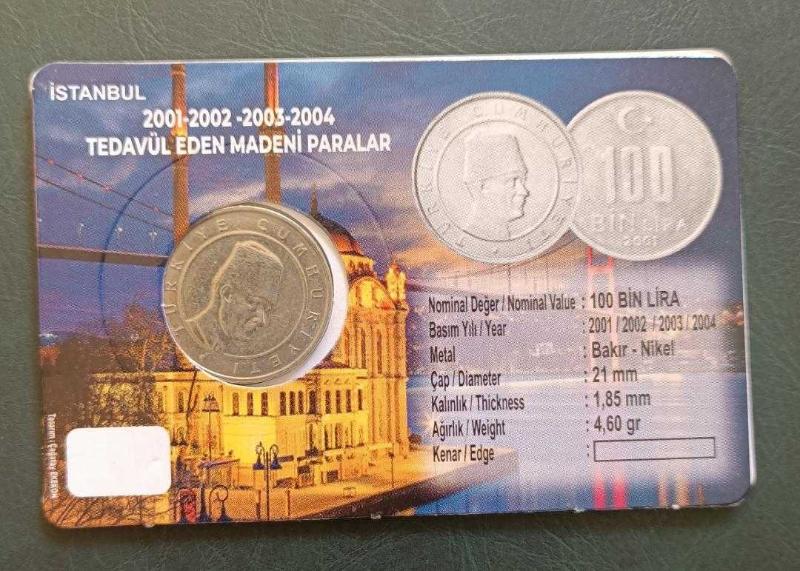 İSTANBUL
2001-2002 -2003-2004
TEDAVÜL EDEN MADENİ PARALAR
TÜRKİYE CUMHURİYETİ
TÜRKİYE CUMHURİYETİ
100
BİN LİRA
2001
Nominal Değer / Nominal Value : 100 BİN LİRA
Basım Yılı / Year : 2001 / 2002 / 2003 / 2004
Metal : Bakır - Nikel
Çap / Diameter : 21 mm
Kalınlık / Thickness : 1,85 mm
Ağırlık / Weight : 4,60 gr
Kenar / Edge :
Tasarım : Çağatay